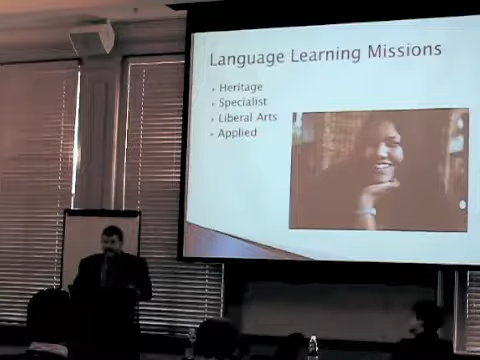 Language Learning Missions
Heritage
Specialist
Liberal Arts
Applied